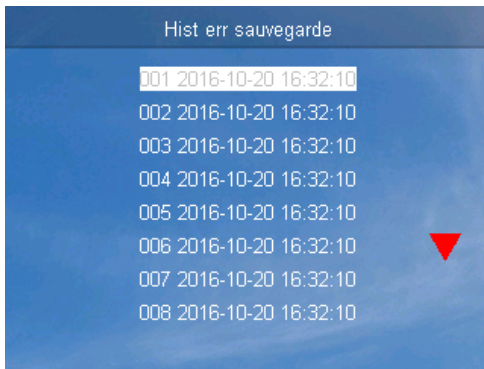 Hist err sauvegarde
001 2016-10-20 16:32:10
002 2016-10-20 16:32:10
003 2016-10-20 16:32:10
004 2016-10-20 16:32:10
005 2016-10-20 16:32:10
006 2016-10-20 16:32:10
007 2016-10-20 16:32:10
008 2016-10-20 16:32:10